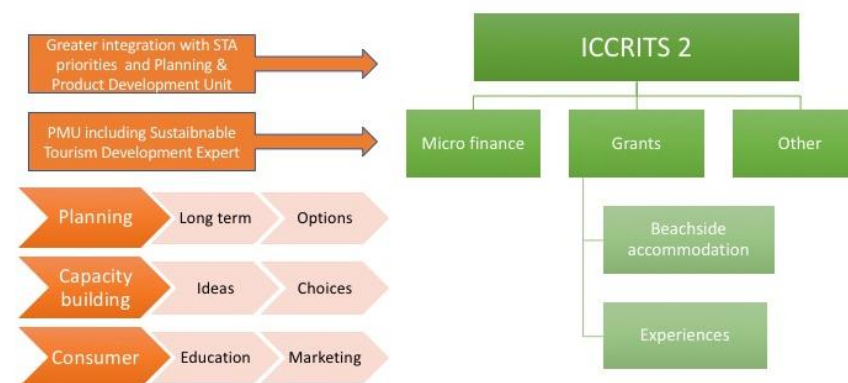 Greater integration with STA
priorities and Planning &
Product Development Unit
PMU including Sustaibnable
Tourism Development Expert
Planning
Long term
Options
Capacity
building
Ideas
Choices
Consumer
Education
Marketing
ICCRITS 2
Micro finance
Grants
Other
Beachside
accommodation
Experiences